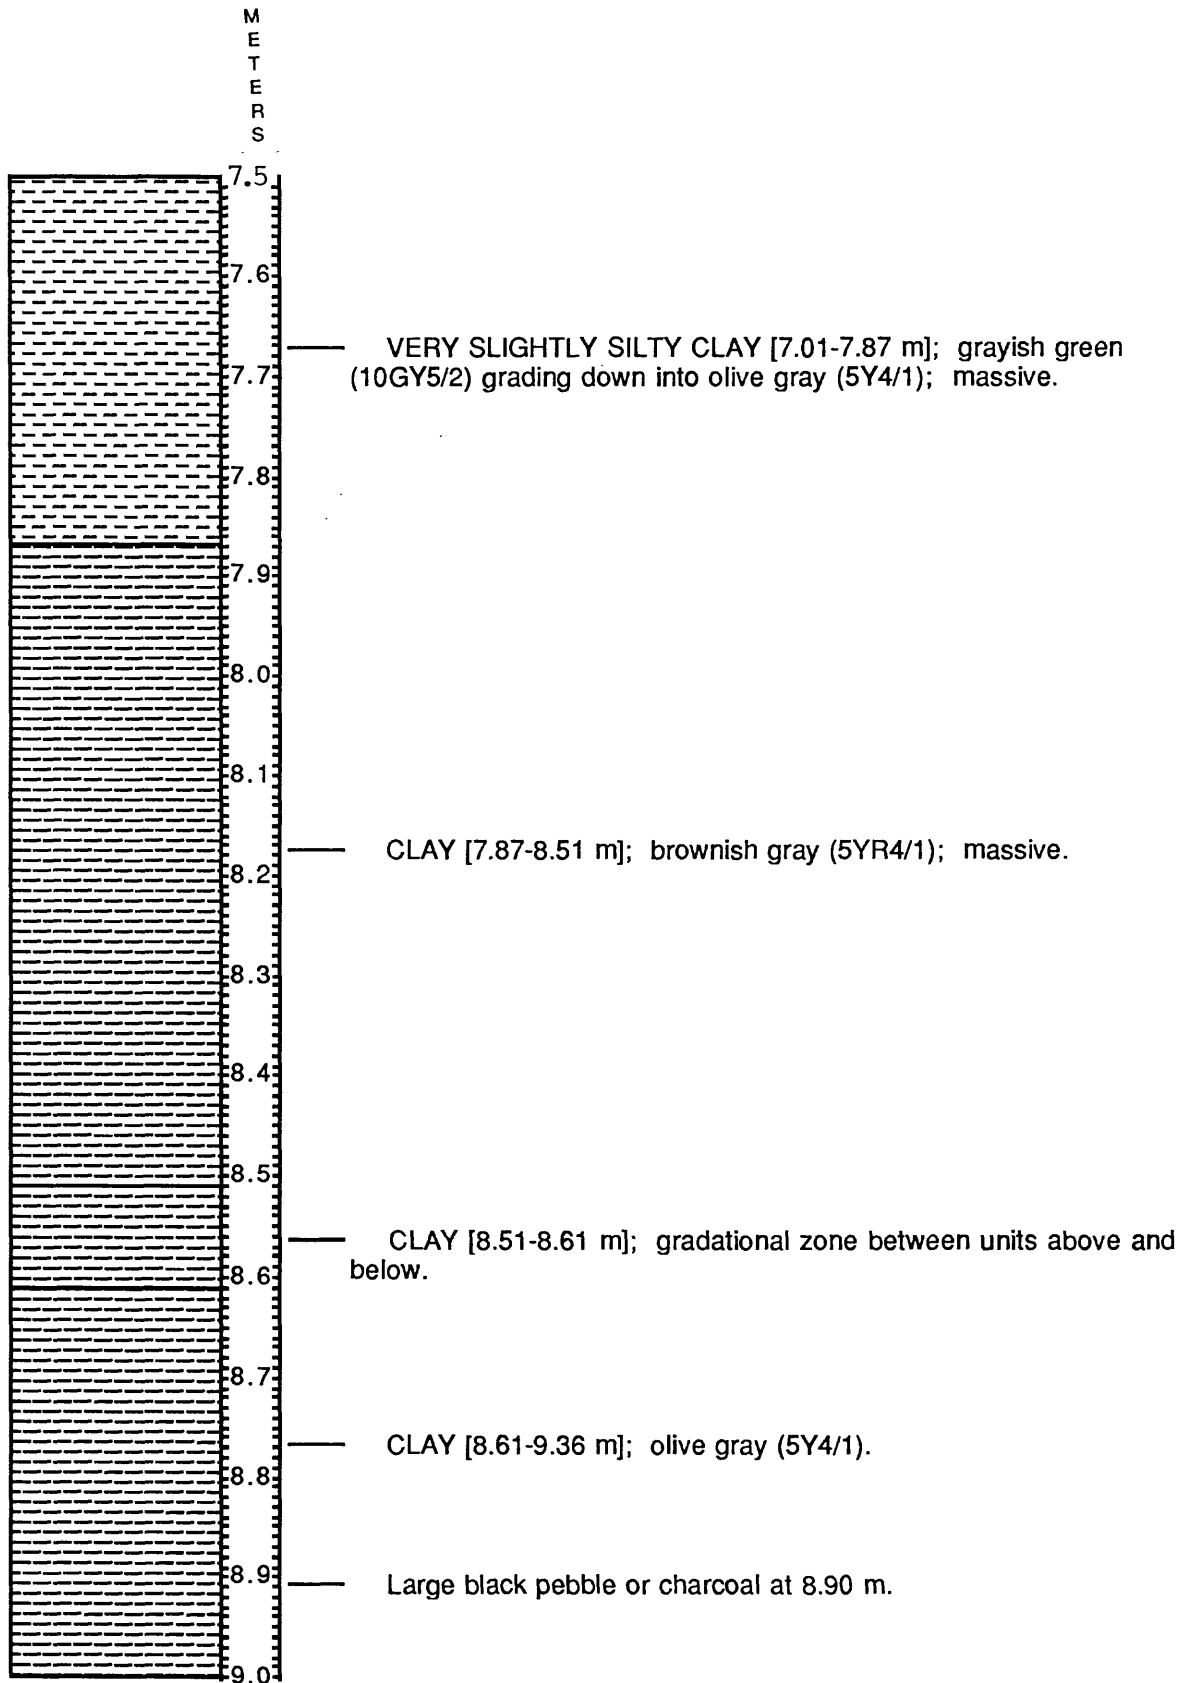 M
E
T
E
R
S
7.5
7.6
VERY SLIGHTLY SILTY CLAY [7.01-7.87 m]; grayish green
7.7
(10GY5/2) grading down into olive gray (5Y4/1); massive.
7.8
7.9
8.0
8.1
CLAY [7.87-8.51 m]; brownish gray (5YR4/1); massive.
8.2
8.3
8.4
8.5
CLAY [8.51-8.61 m]; gradational zone between units above and
below.
8.6
8.7
CLAY [8.61-9.36 m]; olive gray (5Y4/1).
8.8
8.9
Large black pebble or charcoal at 8.90 m.
9.0